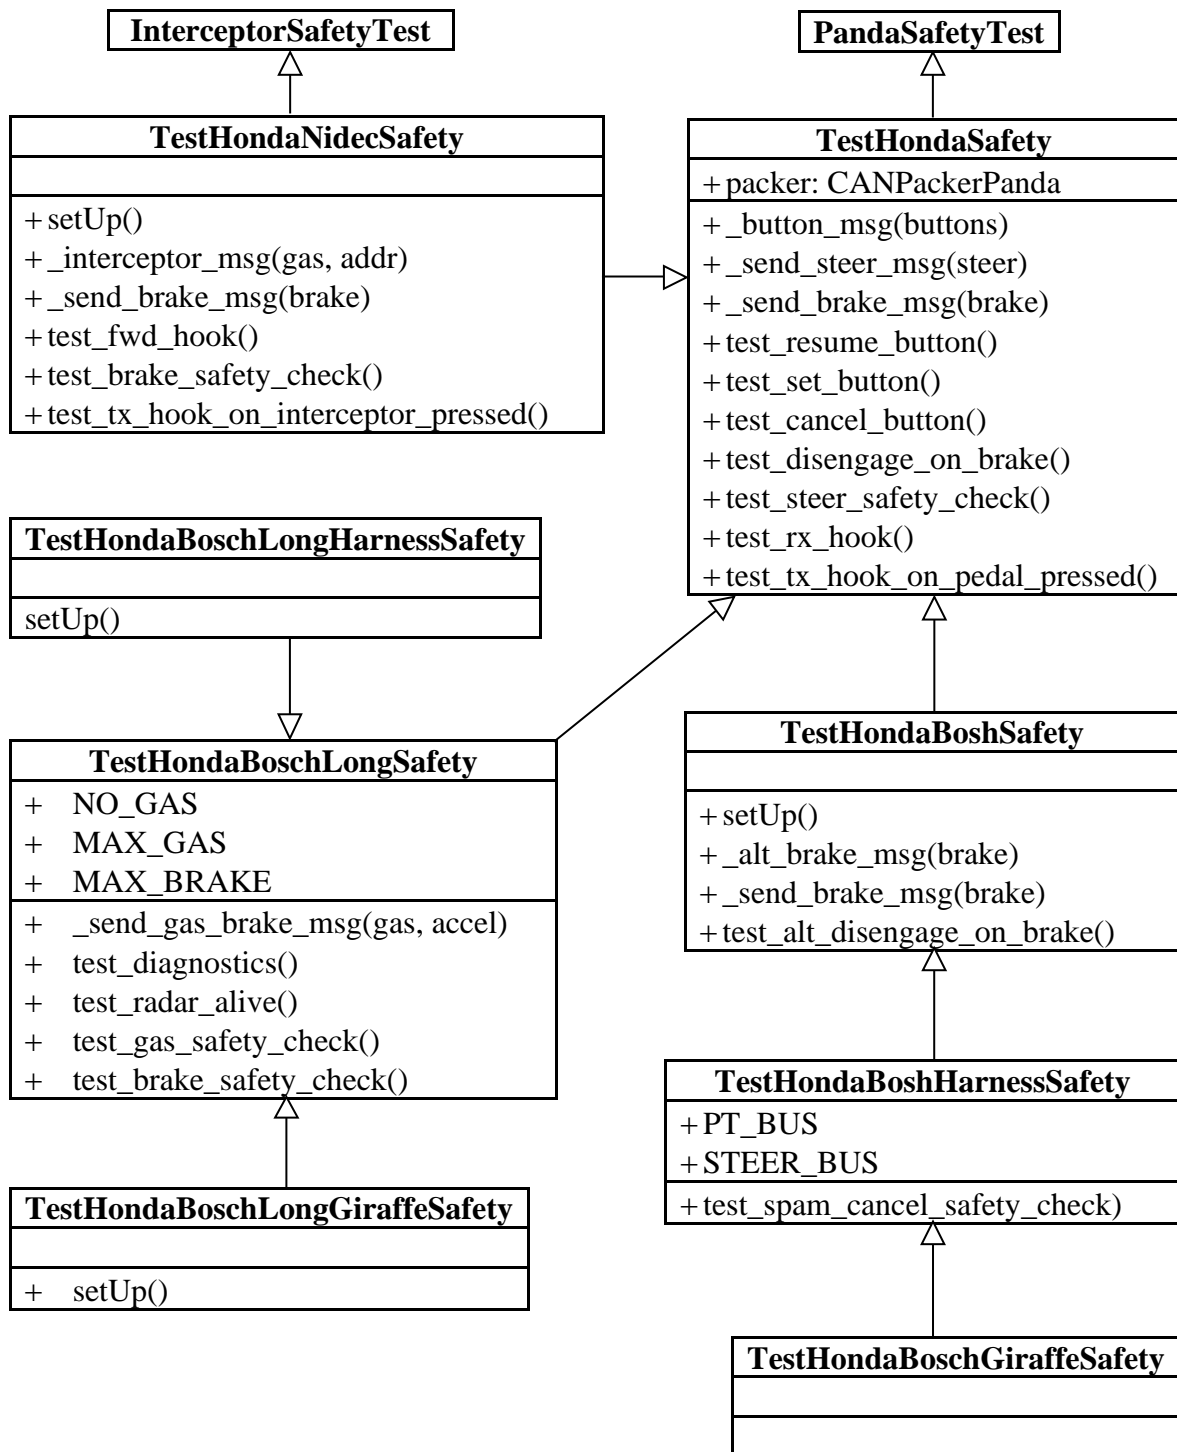 InterceptorSafetyTest
PandaSafetyTest
TestHondaNidecSafety
+ setUp()
+ _interceptor_msg(gas, addr)
+ _send_brake_msg(brake)
+ test_fwd_hook()
+ test_brake_safety_check()
+ test_tx_hook_on_interceptor_pressed()
TestHondaSafety
+ packer: CANPackerPanda
+ _button_msg(buttons)
+ _send_steer_msg(steer)
+ _send_brake_msg(brake)
+ test_resume_button()
+ test_set_button()
+ test_cancel_button()
+ test_disengage_on_brake()
+ test_steer_safety_check()
+ test_rx_hook()
+ test_tx_hook_on_pedal_pressed()
TestHondaBoschLongHarnessSafety
setUp()
TestHondaBoschLongSafety
+ NO_GAS
+ MAX_GAS
+ MAX_BRAKE
+ _send_gas_brake_msg(gas, accel)
+ test_diagnostics()
+ test_radar_alive()
+ test_gas_safety_check()
+ test_brake_safety_check()
TestHondaBoshSafety
+ setUp()
+ _alt_brake_msg(brake)
+ _send_brake_msg(brake)
+ test_alt_disengage_on_brake()
TestHondaBoshHarnessSafety
+ PT_BUS
+ STEER_BUS
+ test_spam_cancel_safety_check)
TestHondaBoschLongGiraffeSafety
+ setUp()
TestHondaBoschGiraffeSafety